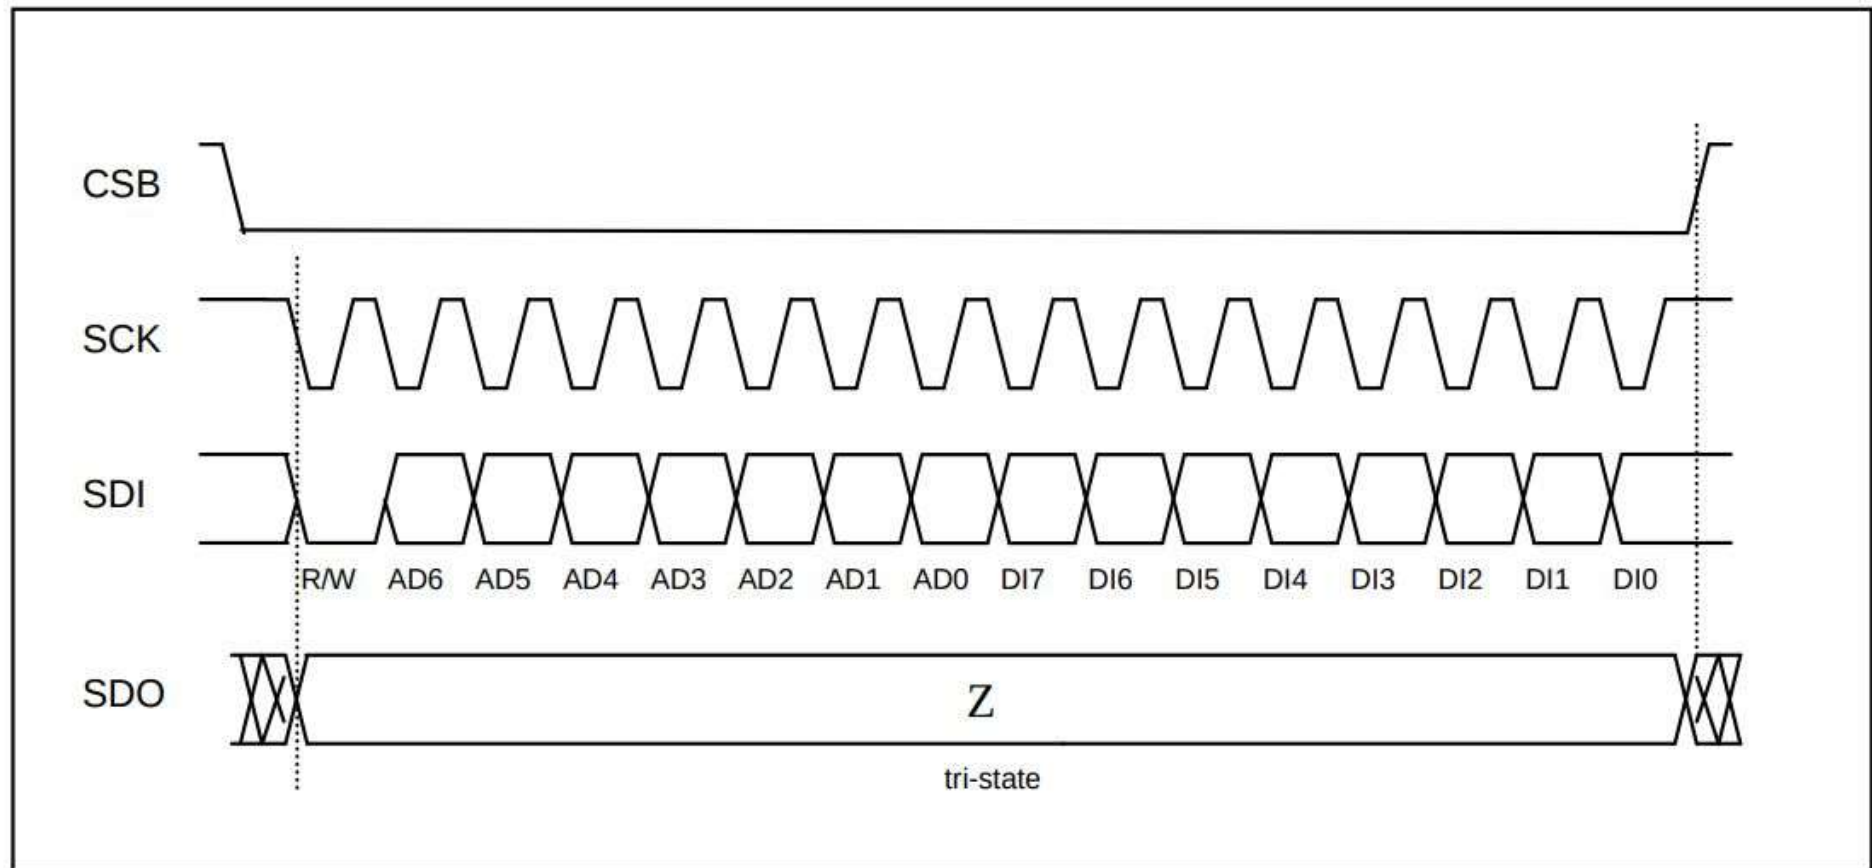 CSB
SCK
SDI
R/W AD6 AD5 AD4 AD3 AD2 AD1 AD0 DI7 DI6 DI5 DI4 DI3 DI2 DI1 DI0
SDO
Z
tri-state